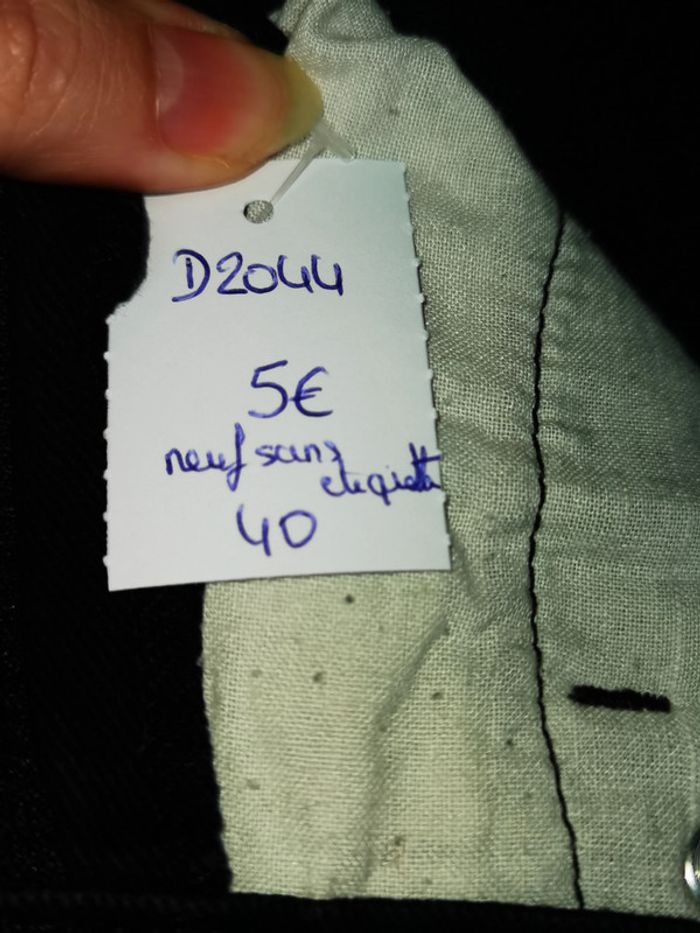 D2044
5€
neuf sans
etiquette
40